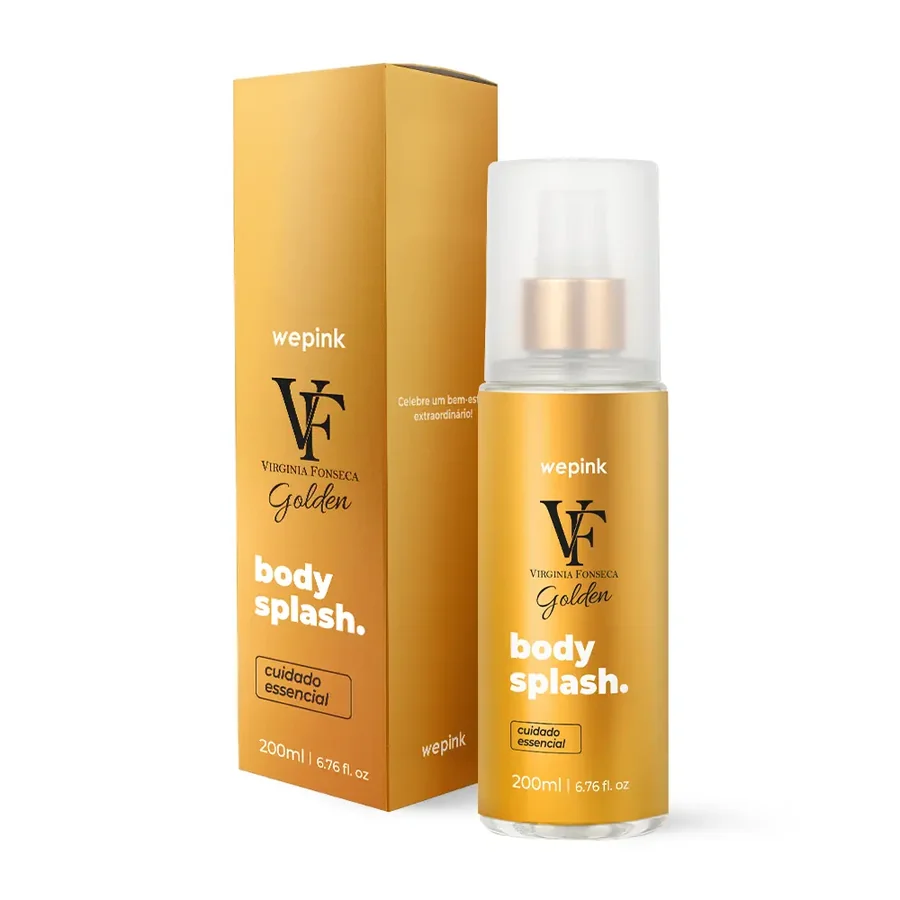 wepink
VF
VIRGINIA FONSECA
Golden
body
splash.
cuidado
essencial
200ml | 6.76 fl. oz
Celebre um
extraordinário!
wepink
wepink
VF
VIRGINIA FONSECA
Golden
body
splash.
cuidado
essencial
200ml | 6.76 fl. oz